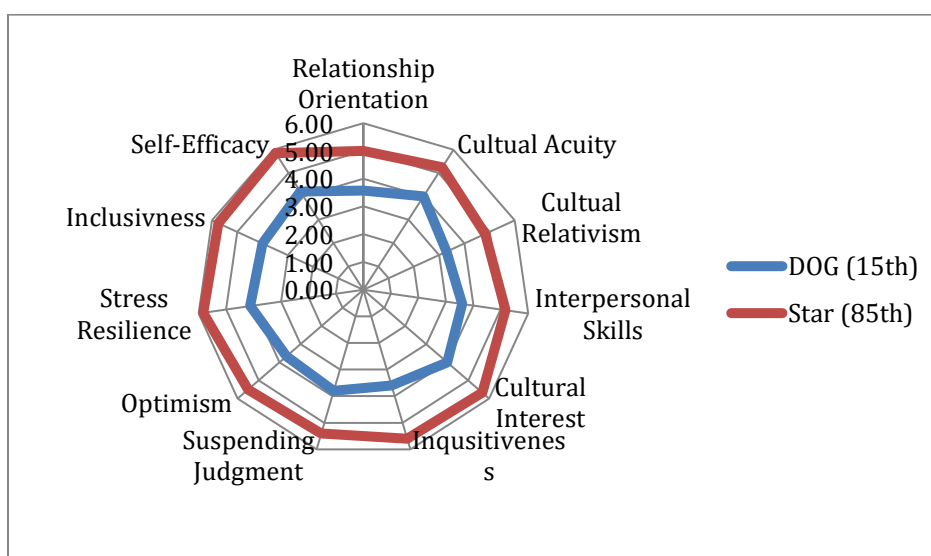 Relationship
Orientation
6.00
5.00
4.00
3.00
2.00
1.00
0.00
Cultual Acuity
Cultual
Relativism
Interpersonal
Skills
Cultural
Interest
Inqusitivenes
s
Suspending
Judgment
Optimism
Stress
Resilience
Inclusivness
Self-Efficacy
DOG (15th)
Star (85th)